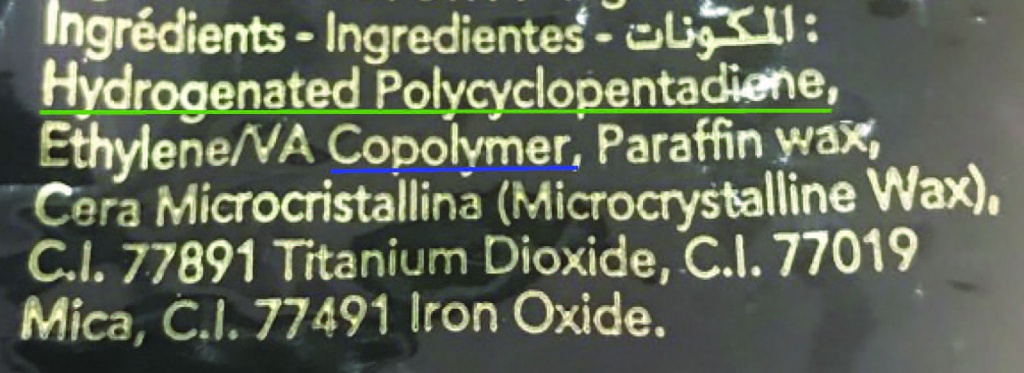 Ingrédients - Ingredientes - المكونات :
Hydrogenated Polycyclopentadiene,
Ethylene/VA Copolymer, Paraffin wax,
Cera Microcristallina (Microcrystalline Wax),
C.I. 77891 Titanium Dioxide, C.I. 77019
Mica, C.I. 77491 Iron Oxide.